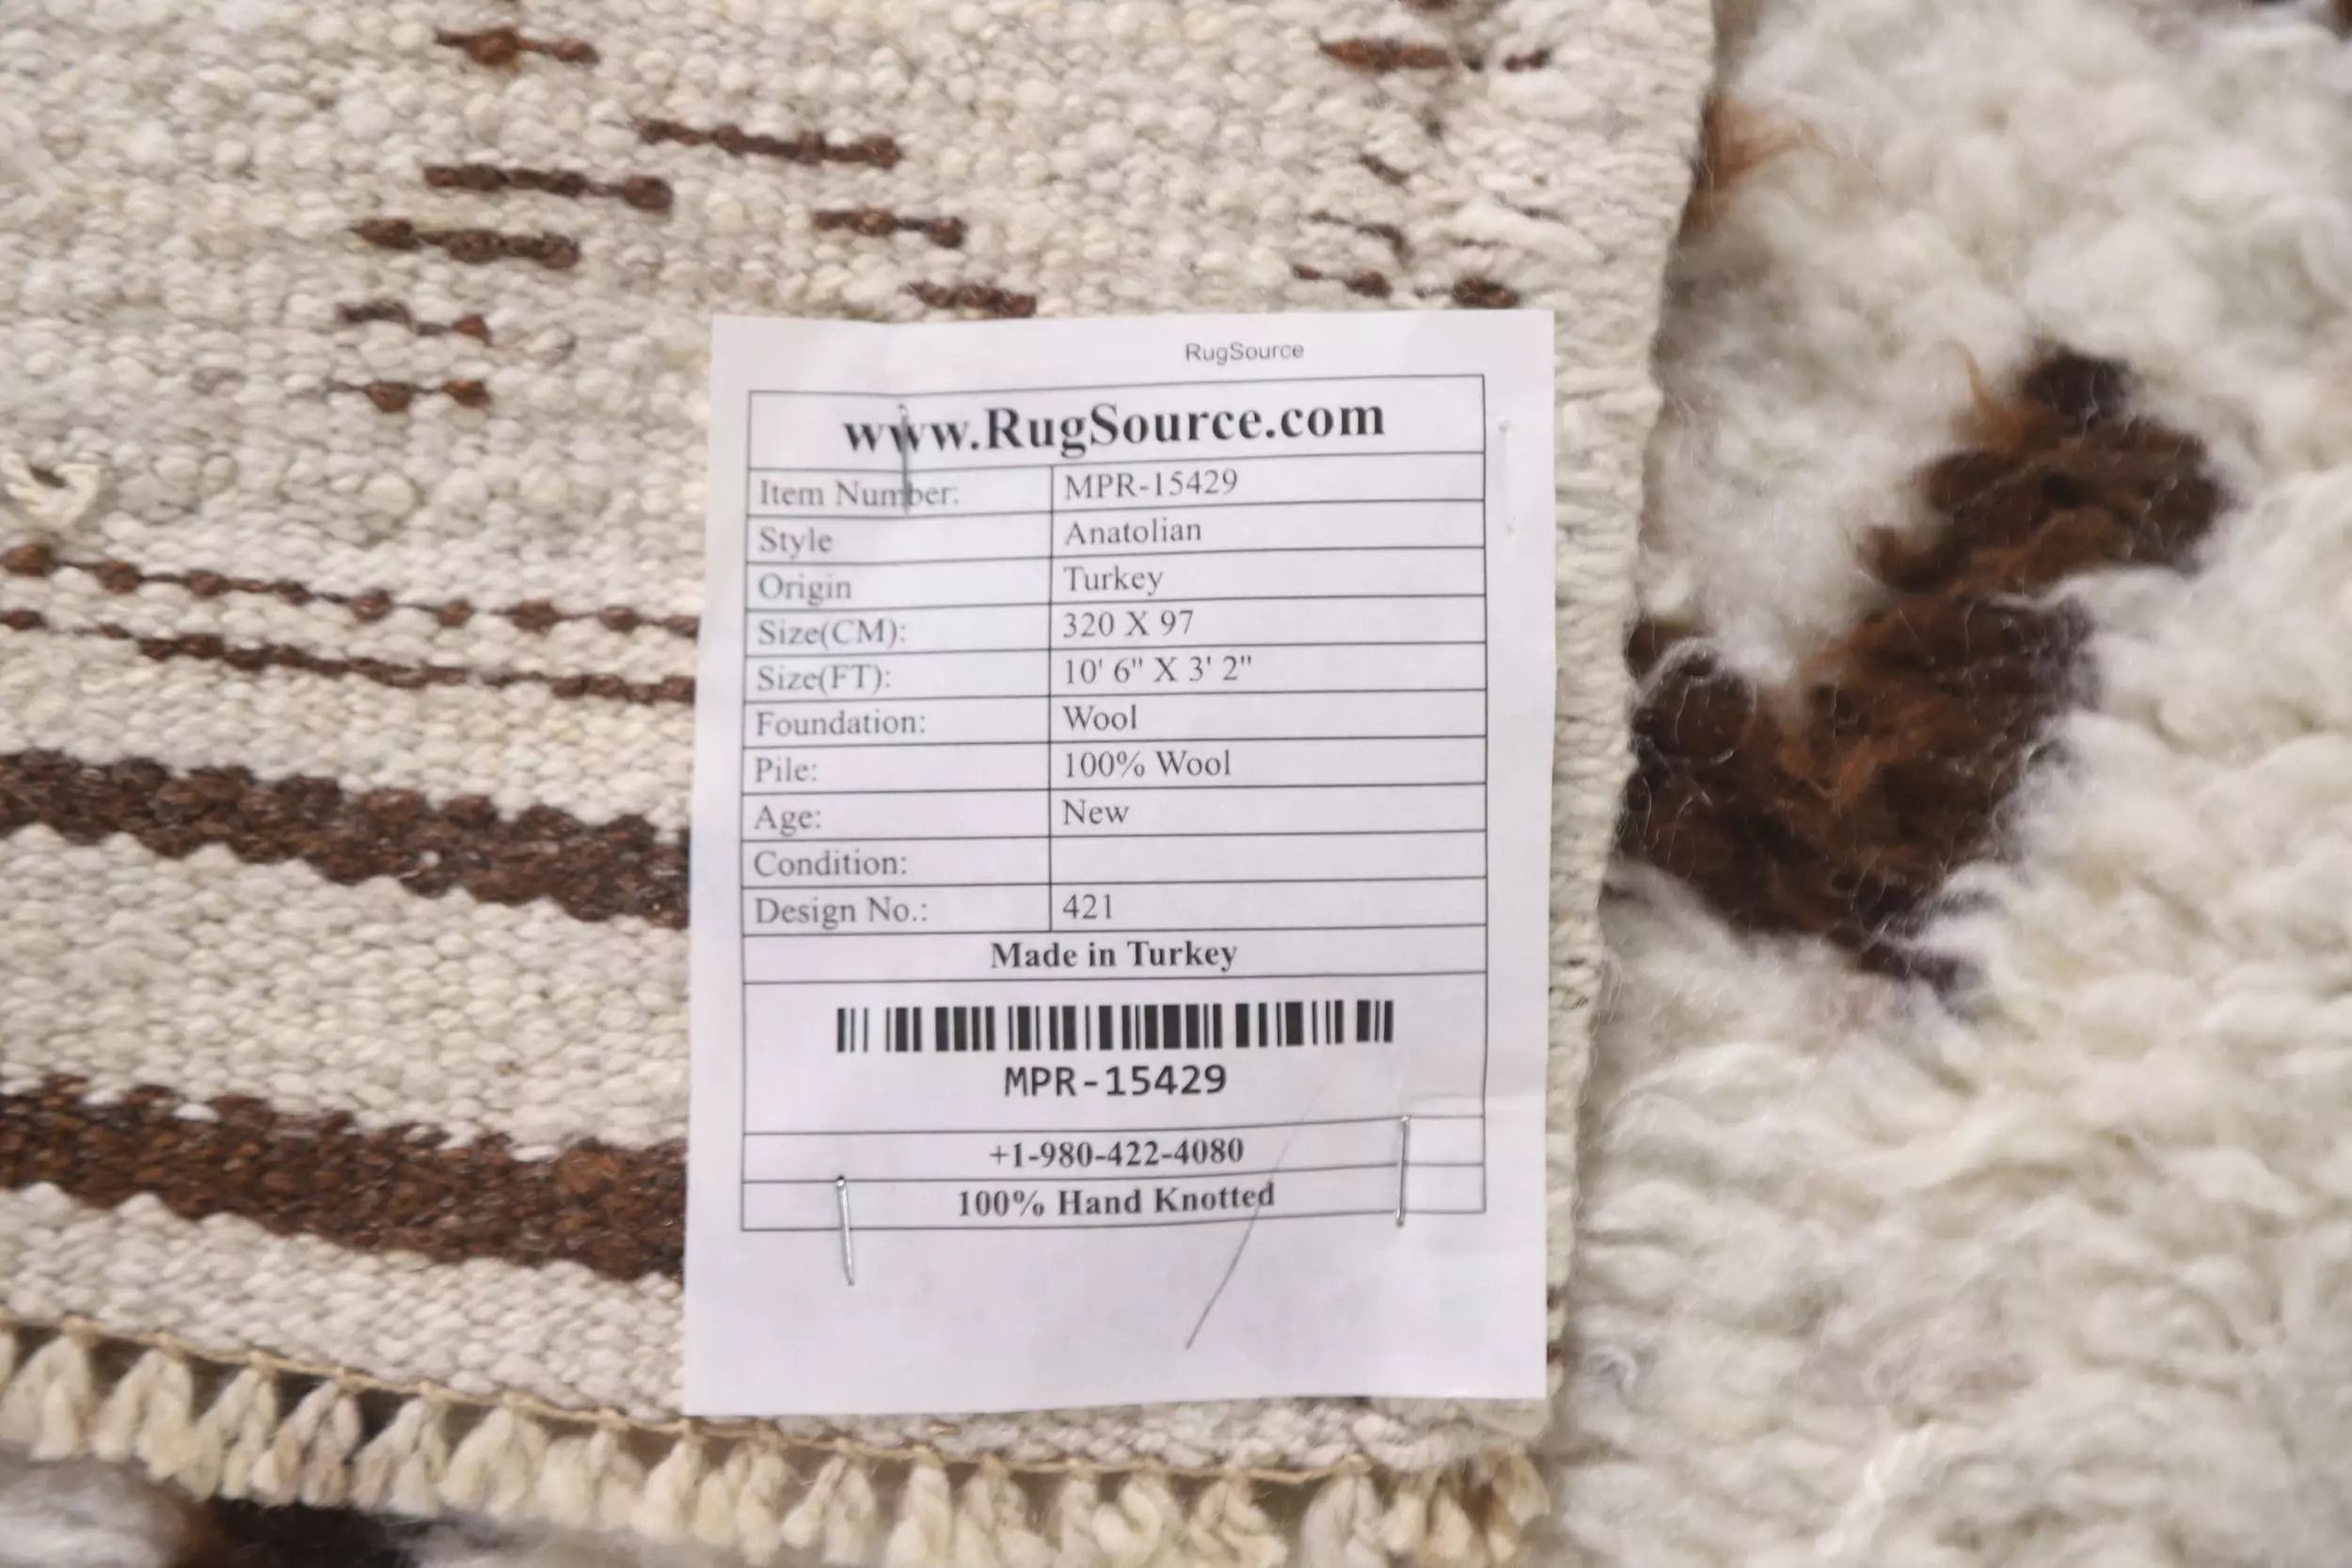 RugSource
www.RugSource.com
Item Number: MPR-15429
Style Anatolian
Origin Turkey
Size(CM): 320 X 97
Size(FT): 10' 6" X 3' 2"
Foundation: Wool
Pile: 100% Wool
Age: New
Condition:
Design No.: 421
Made in Turkey
MPR-15429
+1-980-422-4080
100% Hand Knotted